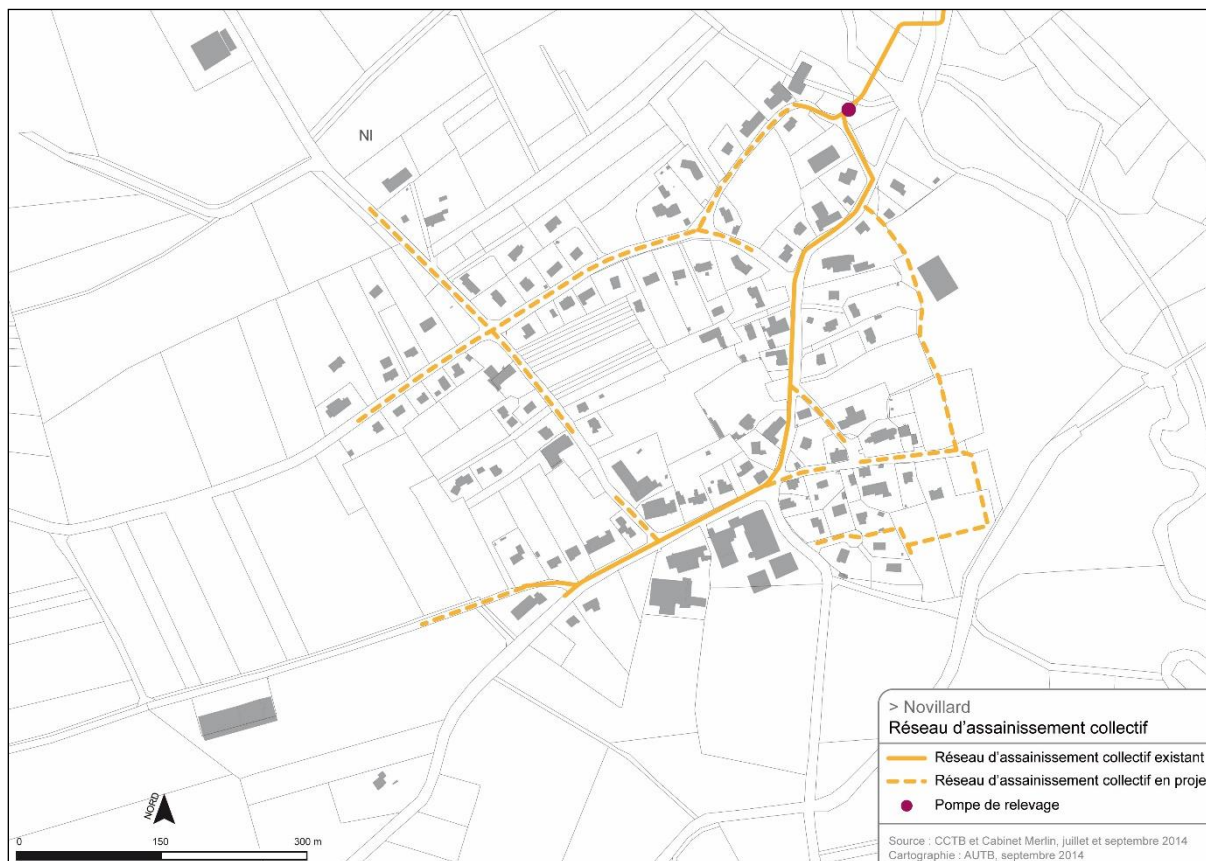 NI
> Novillard
Réseau d'assainissement collectif
Réseau d'assainissement collectif existant
Réseau d'assainissement collectif en proje
Pompe de relevage
Source : CCTB et Cabinet Merlin, juillet et septembre 2014
Cartographie : AUTB, septembre 2014
NORD
0 150 300 m